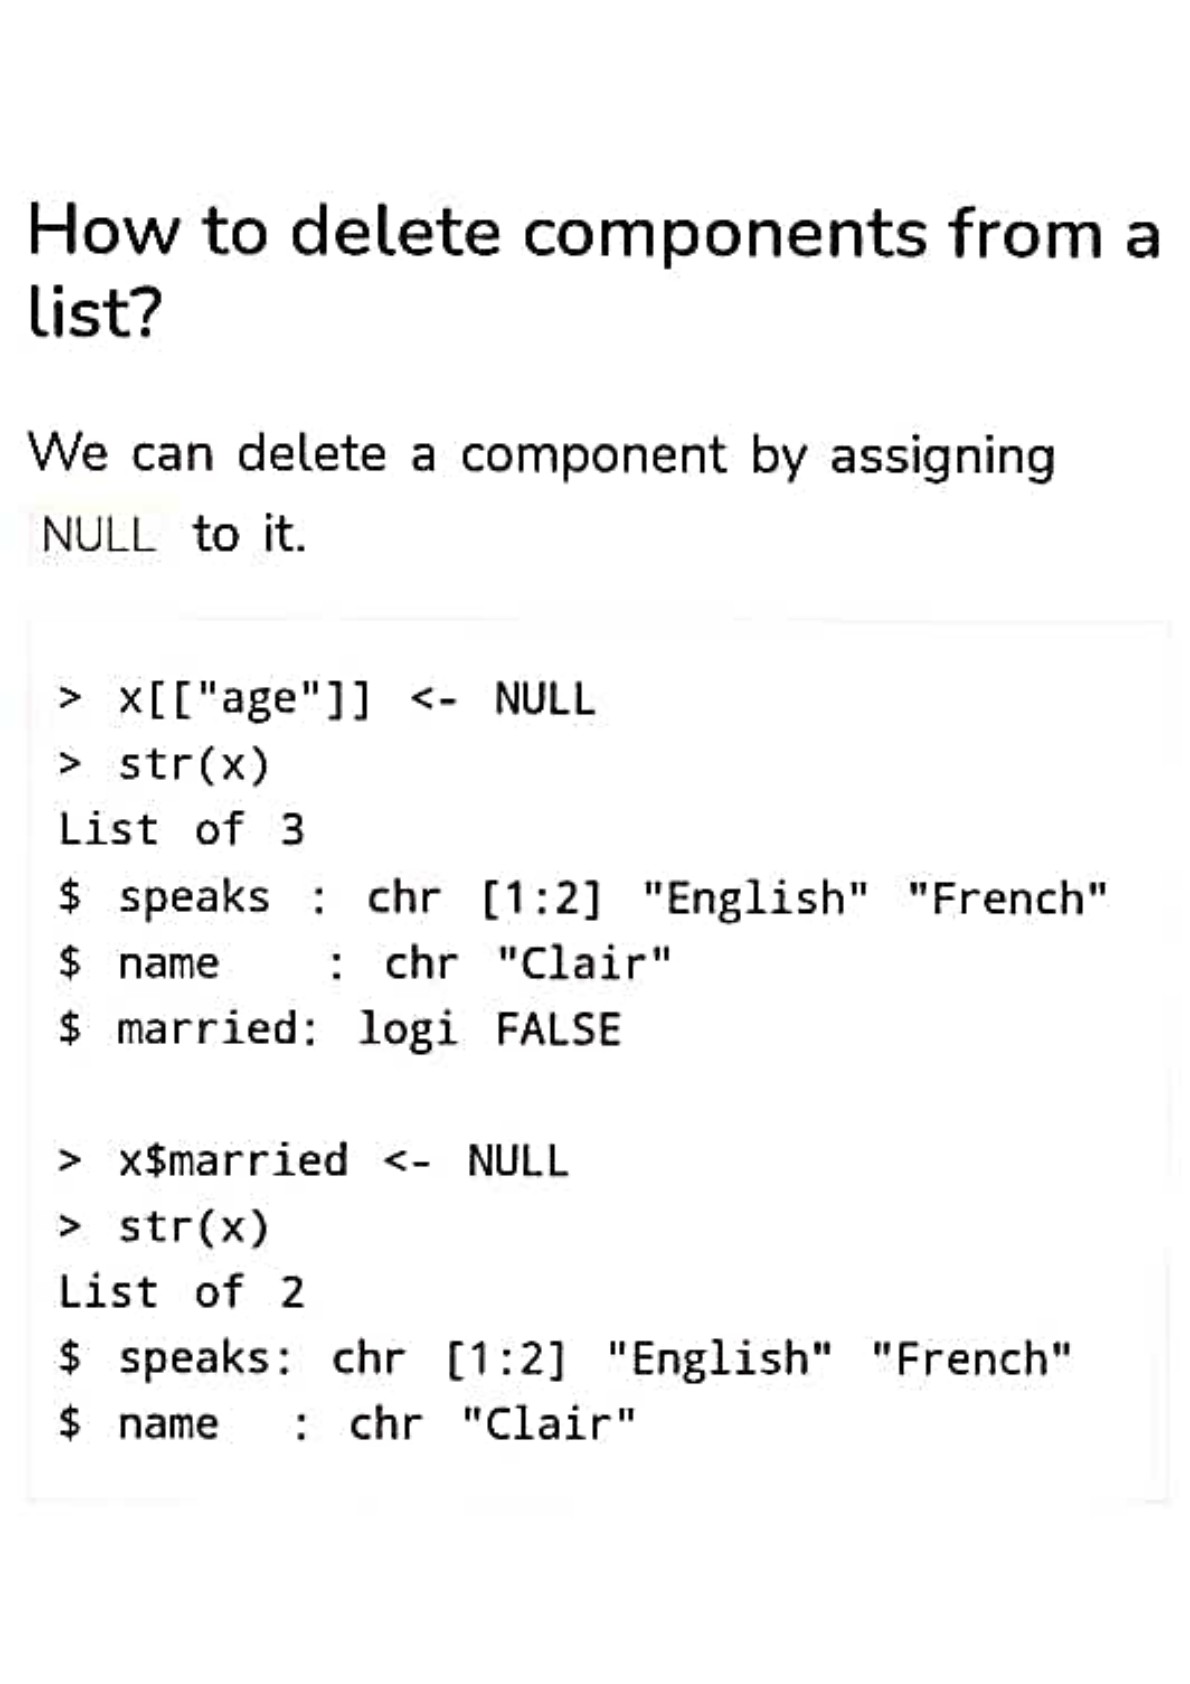 How to delete components from a
list?
We can delete a component by assigning
NULL to it.
> x[["age"]] <- NULL
> str(x)
List of 3
$ speaks : chr [1:2] "English" "French"
$ name   : chr "Clair"
$ married: logi FALSE
> x$married <- NULL
> str(x)
List of 2
$ speaks: chr [1:2] "English" "French"
$ name  : chr "Clair"